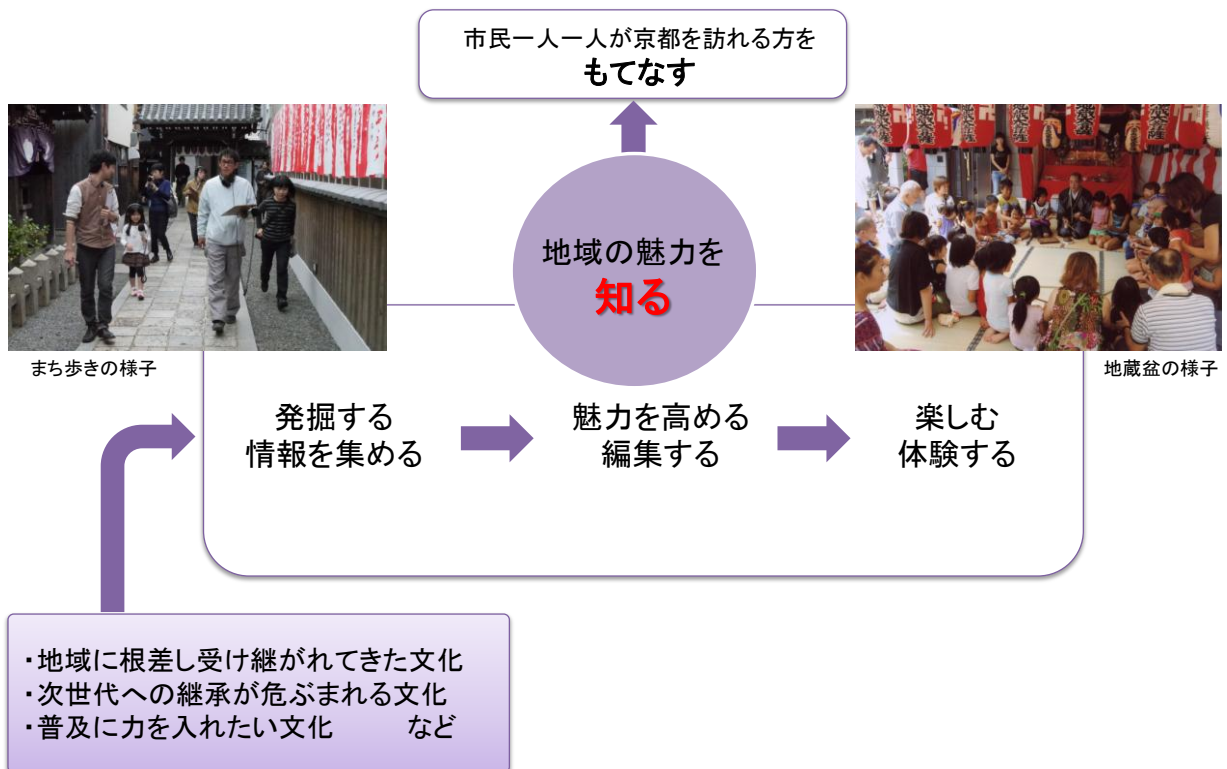 市民一人一人が京都を訪れる方を
もてなす
地域の魅力を
知る
まち歩きの様子
地蔵盆の様子
発掘する
情報を集める
魅力を高める
編集する
楽しむ
体験する
・地域に根差し受け継がれてきた文化
・次世代への継承が危ぶまれる文化
・普及に力を入れたい文化　　　など